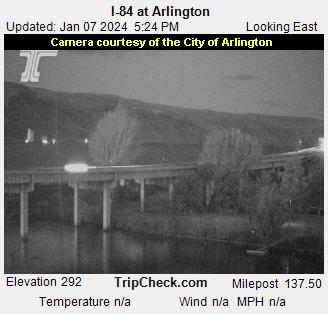 I-84 at Arlington
Updated: Jan 07 2024 5:24 PM Looking East
Camera courtesy of the City of Arlington
Elevation 292 TripCheck.com Milepost 137.50
Temperature n/a Wind n/a MPH n/a